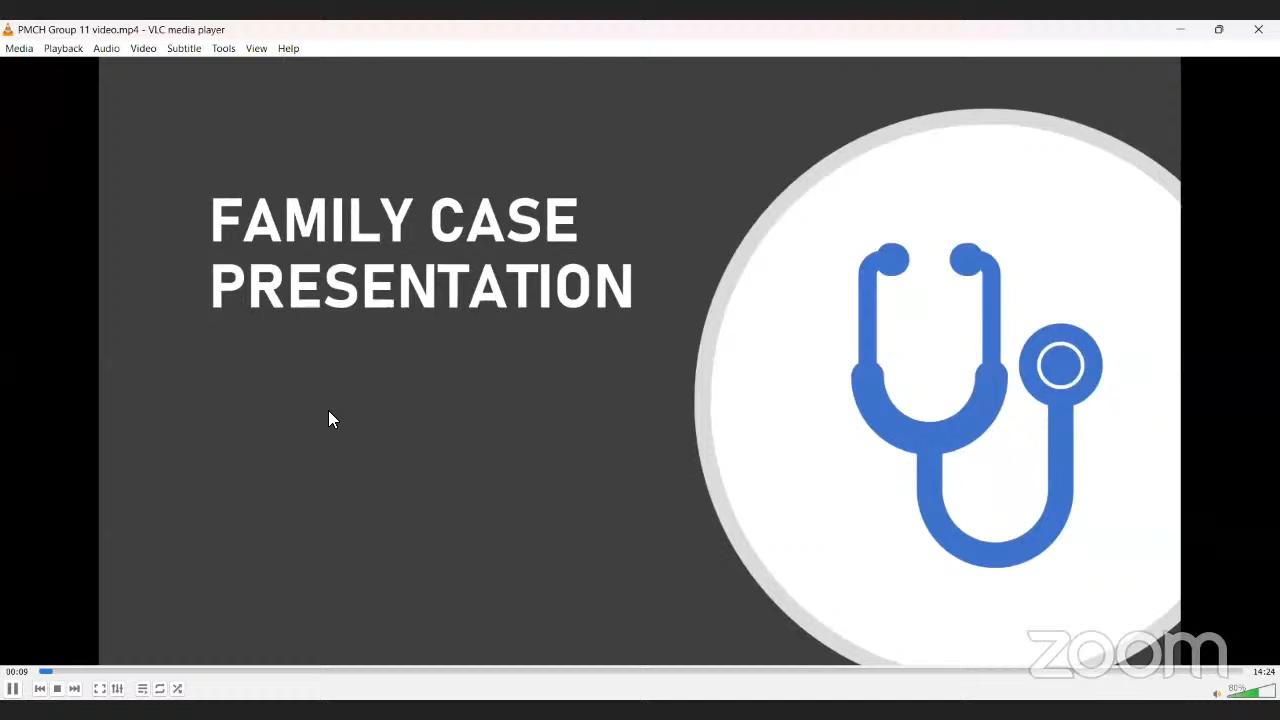 PMCH Group 11 video.mp4 - VLC media player
Media Playback Audio Video Subtitle Tools View Help
FAMILY CASE
PRESENTATION
zoom
00:09
14:24
80%